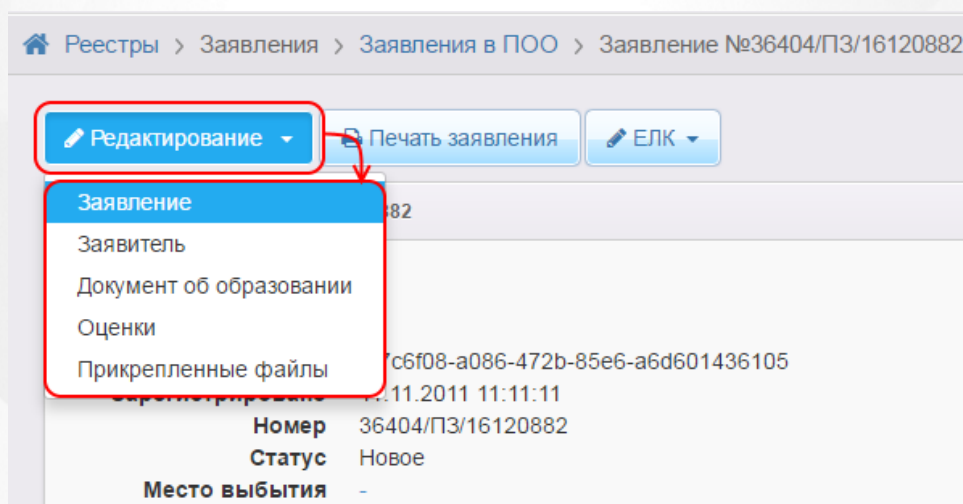 Реестры > Заявления > Заявления в ПОО > Заявление №36404/ПЗ/16120882
Редактирование Печать заявления ЕЛК
Заявление
882
Заявитель
Документ об образовании
Оценки
Прикрепленные файлы
7c6f08-a086-472b-85e6-a6d601436105
Зарегистрировано 11.11.2011 11:11:11
Номер 36404/ПЗ/16120882
Статус Новое
Место выбытия -